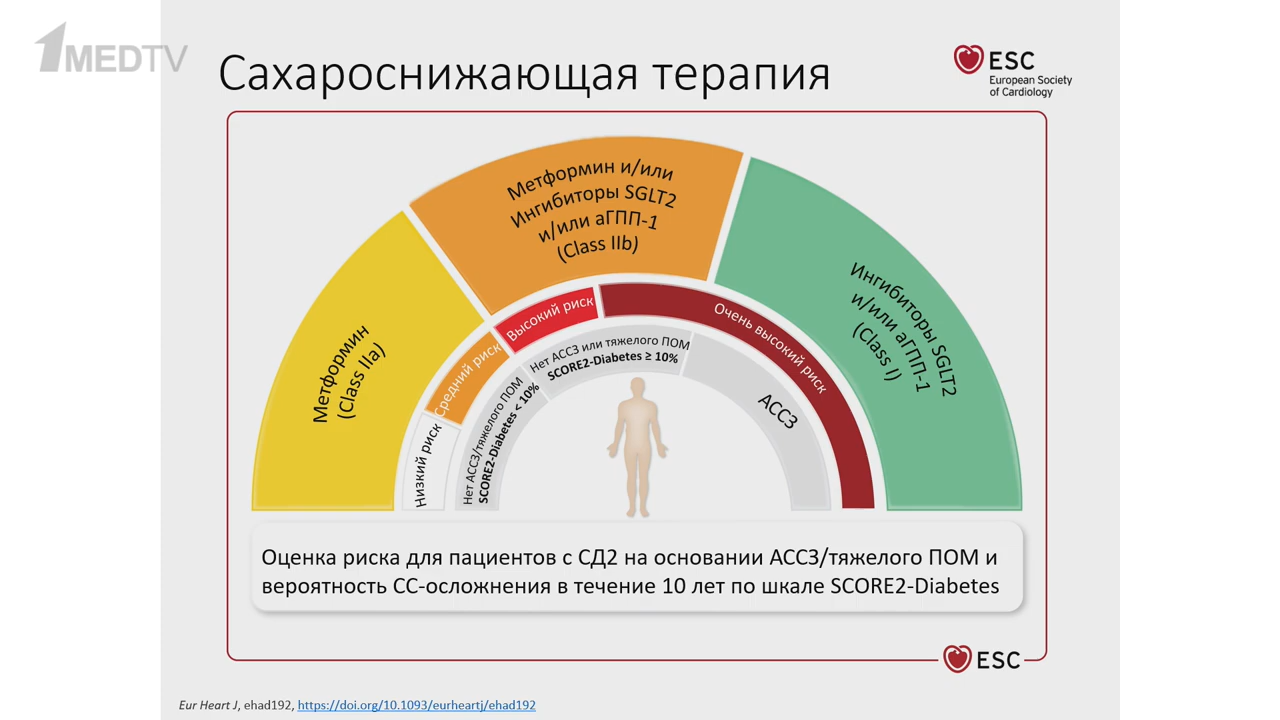 1MEDTV
Сахароснижающая терапия
ESC
European Society
of Cardiology
Метформин
(Class IIa)
Метформин и/или
Ингибиторы SGLT2
и/или аГПП-1
(Class IIb)
Ингибиторы SGLT2
и/или аГПП-1
(Class I)
Низкий риск
Средний риск
Высокий риск
Очень высокий риск
Нет АССЗ/тяжелого ПОМ
SCORE2-Diabetes < 10%
Нет АССЗ или тяжелого ПОМ
SCORE2-Diabetes ≥ 10%
АССЗ
Оценка риска для пациентов с СД2 на основании АССЗ/тяжелого ПОМ и
вероятность СС-осложнения в течение 10 лет по шкале SCORE2-Diabetes
ESC
Eur Heart J, ehad192, https://doi.org/10.1093/eurheartj/ehad192